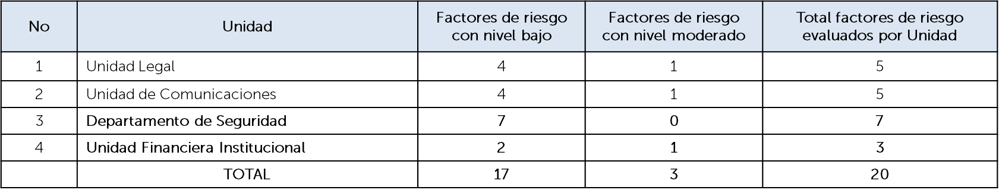 No Unidad Factores de riesgo con nivel bajo Factores de riesgo con nivel moderado Total factores de riesgo evaluados por Unidad
1 Unidad Legal 4 1 5
2 Unidad de Comunicaciones 4 1 5
3 Departamento de Seguridad 7 0 7
4 Unidad Financiera Institucional 2 1 3
TOTAL 17 3 20